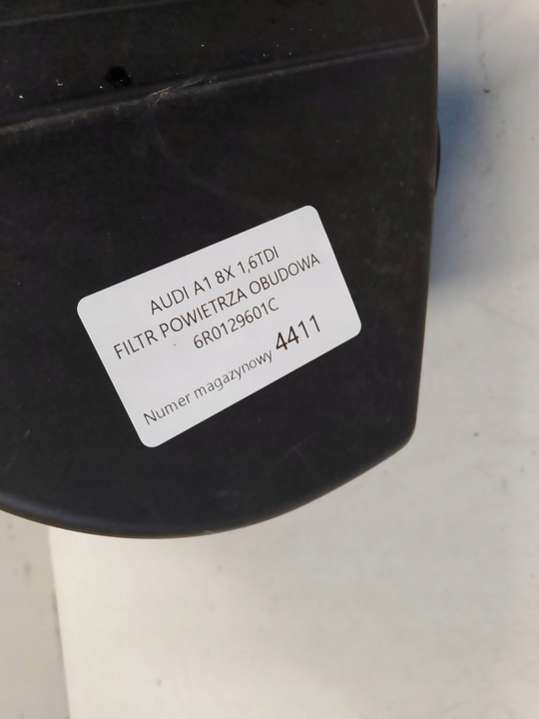 AUDI A1 8X 1,6TDI
FILTR POWIETRZA OBUDOWA
6R0129601C
Numer magazynowy 4411